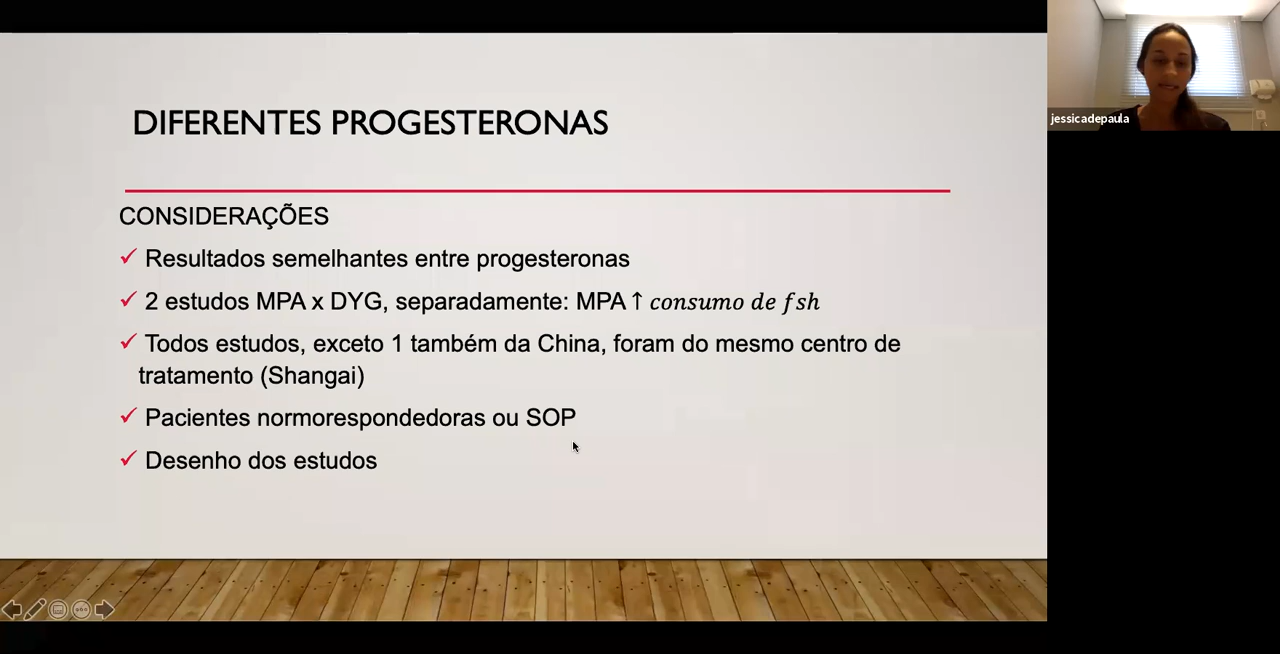 DIFERENTES PROGESTERONAS
jessicadepaula
CONSIDERAÇÕES
✓ Resultados semelhantes entre progesteronas
✓ 2 estudos MPA x DYG, separadamente: MPA ↑ consumo de fsh
✓ Todos estudos, exceto 1 também da China, foram do mesmo centro de
tratamento (Shangai)
✓ Pacientes normorespondedoras ou SOP
✓ Desenho dos estudos